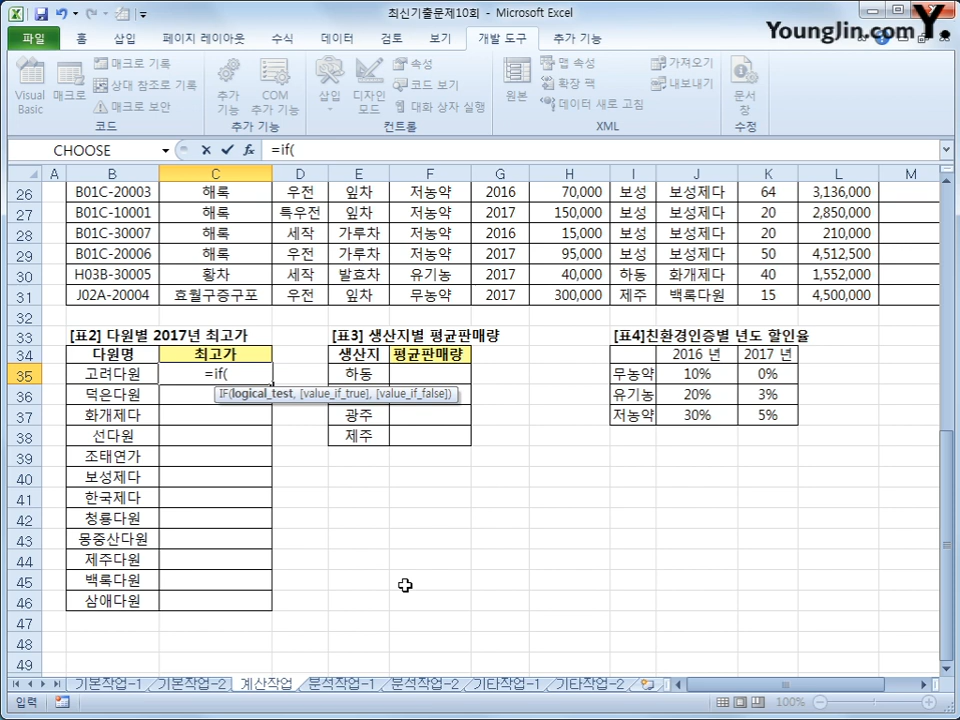 최신기출문제10회 - Microsoft Excel
Younglin.com Y.
파일 홈 삽입 페이지 레이아웃 수식 데이터 검토 보기 개발 도구 추가 기능
Visual Basic
매크로
매크로 기록
상대 참조로 기록
매크로 보안
코드
추가 기능
COM 추가 기능
추가 기능
삽입
디자인 모드
속성
코드 보기
대화 상자 실행
컨트롤
원본
맵 속성
확장 팩
데이터 새로 고침
가져오기
내보내기
XML
문서 창
수정
CHOOSE fx =if(
A B C D E F G H I J K L M
26 B01C-20003 해록 우전 잎차 저농약 2016 70,000 보성 보성제다 64 3,136,000
27 B01C-10001 해록 특우전 잎차 저농약 2017 150,000 보성 보성제다 20 2,850,000
28 B01C-30007 해록 세작 가루차 저농약 2016 15,000 보성 보성제다 20 210,000
29 B01C-20006 해록 우전 가루차 저농약 2017 95,000 보성 보성제다 50 4,512,500
30 H03B-30005 황차 세작 발효차 유기농 2017 40,000 하동 화개제다 40 1,552,000
31 J02A-20004 효월구증구포 우전 잎차 무농약 2017 300,000 제주 백록다원 15 4,500,000
32
33 [표2] 다원별 2017년 최고가 [표3] 생산지별 평균판매량 [표4]친환경인증별 년도 할인율
34 다원명 최고가 생산지 평균판매량 2016 년 2017 년
35 고려다원 =if( 하동 무농약 10% 0%
36 덕은다원 IF(logical_test, [value_if_true], [value_if_false]) 유기농 20% 3%
37 화개제다 광주 저농약 30% 5%
38 선다원 제주
39 조태연가
40 보성제다
41 한국제다
42 청룡다원
43 몽중산다원
44 제주다원
45 백록다원
46 삼애다원
47
48
49
기본작업-1 기본작업-2 계산작업 분석작업-1 분석작업-2 기타작업-1 기타작업-2
입력 100%